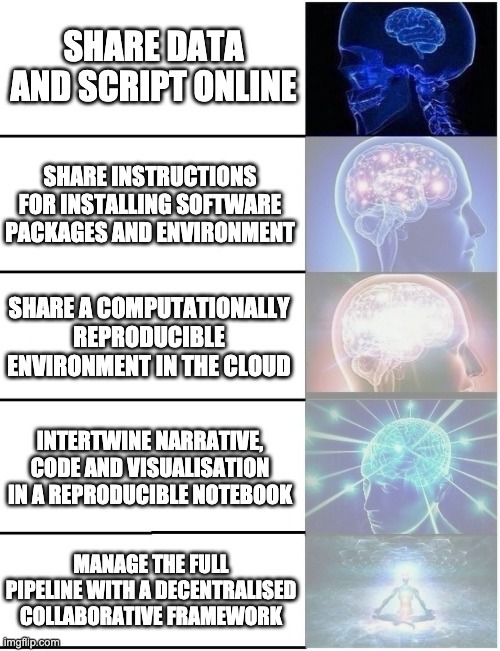 SHARE DATA
AND SCRIPT ONLINE
SHARE INSTRUCTIONS
FOR INSTALLING SOFTWARE
PACKAGES AND ENVIRONMENT
SHARE A COMPUTATIONALLY
REPRODUCIBLE
ENVIRONMENT IN THE CLOUD
INTERTWINE NARRATIVE,
CODE AND VISUALISATION
IN A REPRODUCIBLE NOTEBOOK
MANAGE THE FULL
PIPELINE WITH A DECENTRALISED
COLLABORATIVE FRAMEWORK
imgflip.com